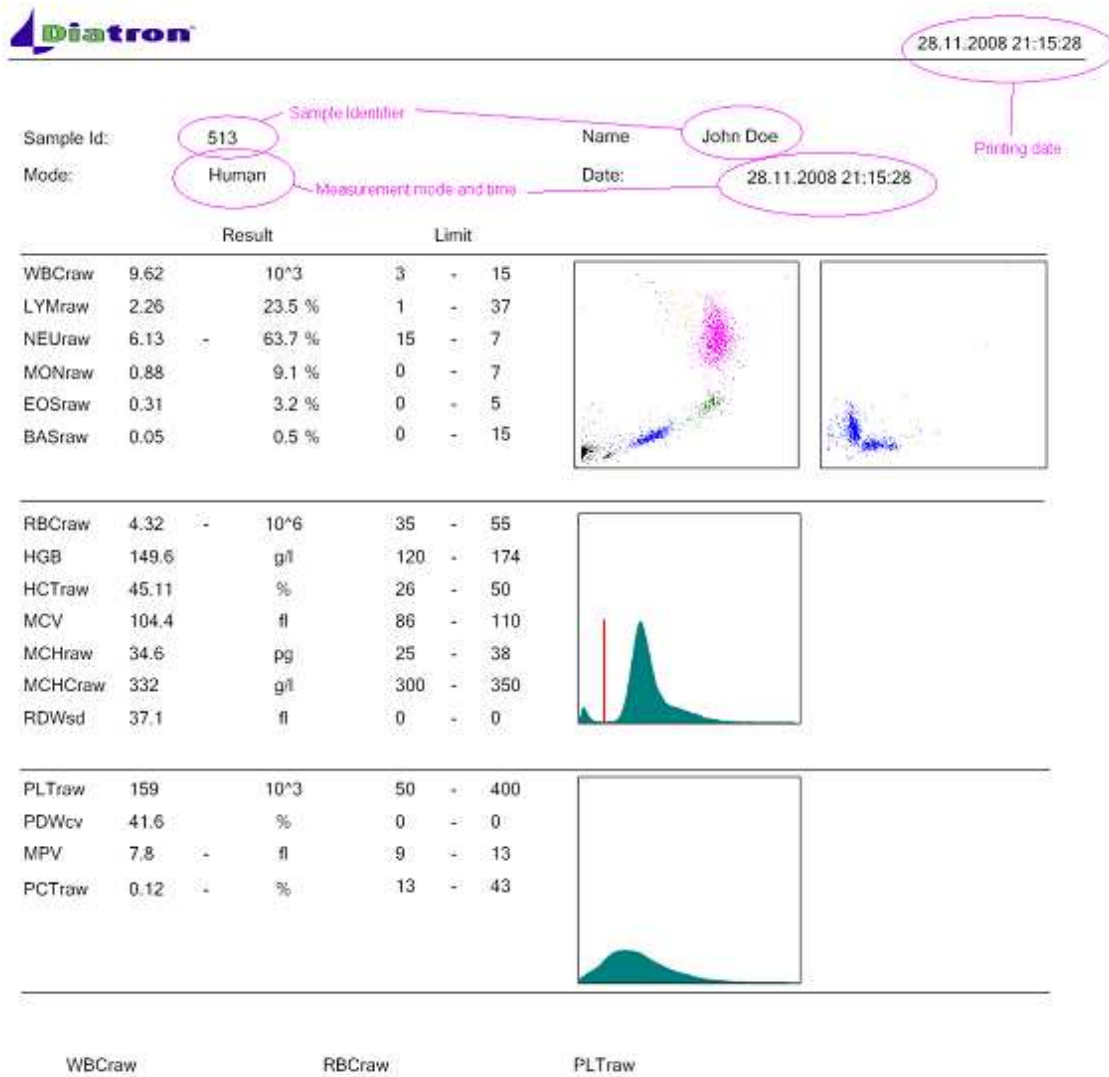 Diatron
28.11.2008 21:15:28
Sample Identifier
Sample Id: 513 Name John Doe
Printing date
Mode: Human Date: 28.11.2008 21:15:28
Measurement mode and time
Result Limit
WBCraw 9.62 10^3 3 - 15
LYMraw 2.26 23.5 % 1 - 37
NEUraw 6.13 - 63.7 % 15 - 7
MONraw 0.88 9.1 % 0 - 7
EOSraw 0.31 3.2 % 0 - 5
BASraw 0.05 0.5 % 0 - 15
RBCraw 4.32 - 10^6 35 - 55
HGB 149.6 g/l 120 - 174
HCTraw 45.11 % 26 - 50
MCV 104.4 fl 86 - 110
MCHraw 34.6 pg 25 - 38
MCHCraw 332 g/l 300 - 350
RDWsd 37.1 fl 0 - 0
PLTraw 159 10^3 50 - 400
PDWcv 41.6 % 0 - 0
MPV 7.8 - fl 9 - 13
PCTraw 0.12 - % 13 - 43
WBCraw RBCraw PLTraw